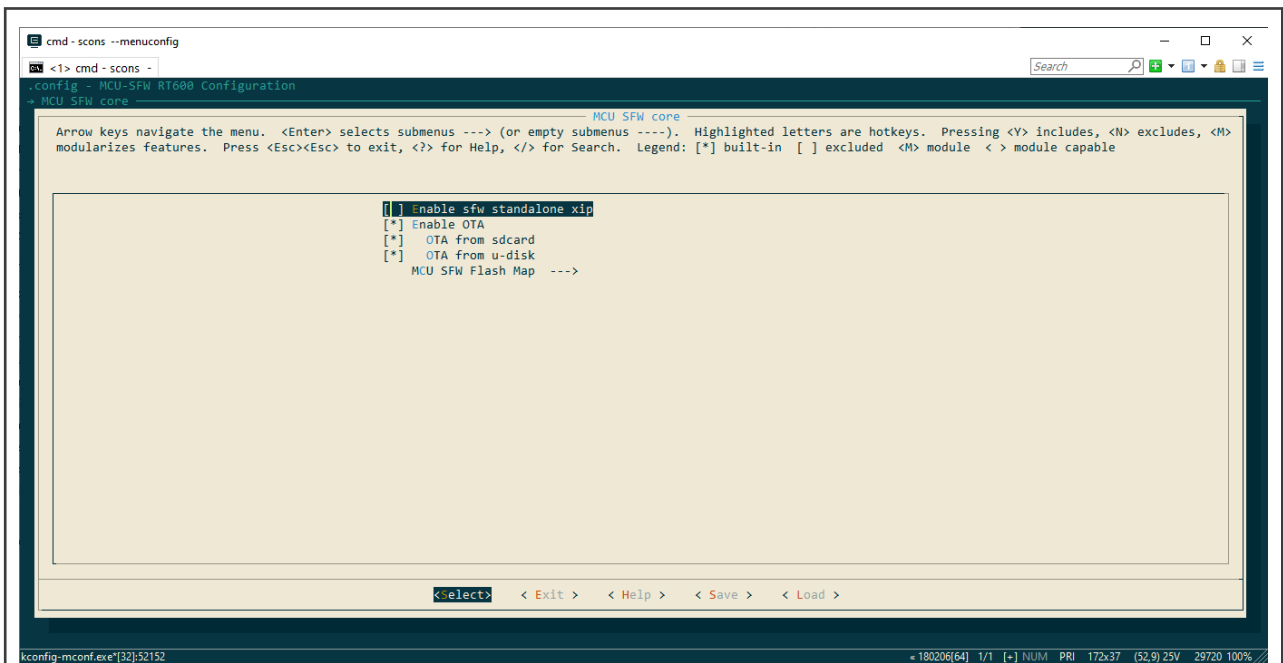 cmd - scons --menuconfig
<1> cmd - scons -
Search
.config - MCU-SFW RT600 Configuration
→ MCU SFW core
MCU SFW core
Arrow keys navigate the menu. <Enter> selects submenus ---> (or empty submenus ----). Highlighted letters are hotkeys. Pressing <Y> includes, <N> excludes, <M>
modularizes features. Press <Esc><Esc> to exit, <?> for Help, </> for Search. Legend: [*] built-in [ ] excluded <M> module < > module capable
[ ] Enable sfw standalone xip
[*] Enable OTA
[*] OTA from sdcard
[*] OTA from u-disk
MCU SFW Flash Map --->
<Select> < Exit > < Help > < Save > < Load >
kconfig-mconf.exe*[32]:52152 « 180206[64] 1/1 [+] NUM PRI 172x37 (52,9) 25V 29720 100%